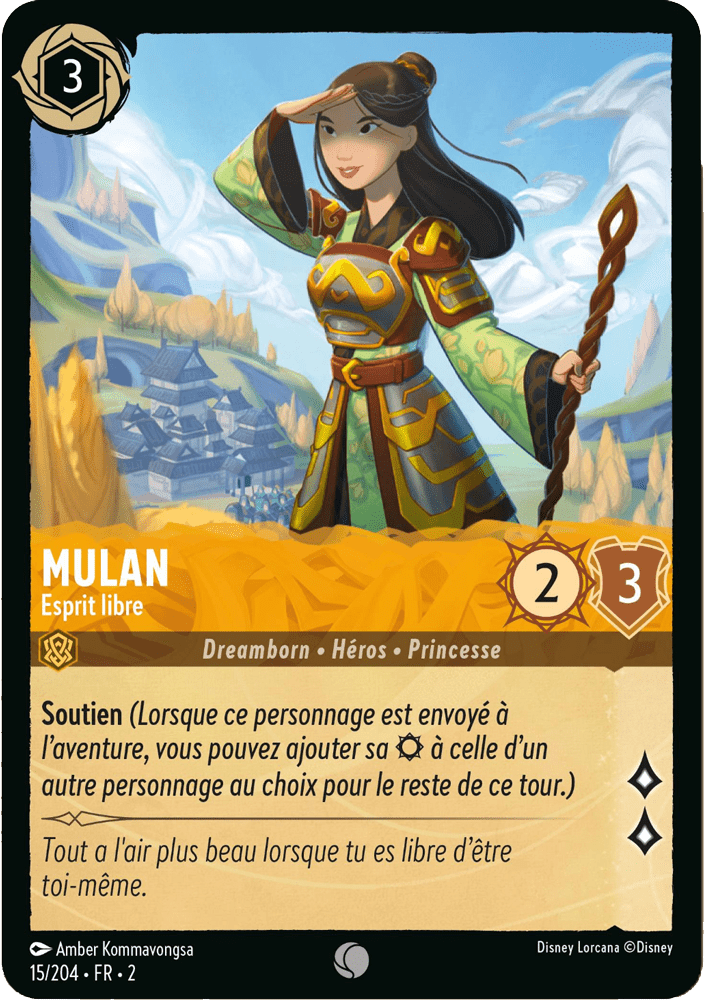 3
MULAN
Esprit libre
2
3
Dreamborn • Héros • Princesse
Soutien (Lorsque ce personnage est envoyé à
l’aventure, vous pouvez ajouter sa à celle d’un
autre personnage au choix pour le reste de ce tour.)
Tout a l'air plus beau lorsque tu es libre d’être
toi-même.
Amber Kommavongsa
Disney Lorcana ©Disney
15/204 • FR • 2